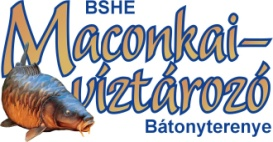 BSHE
Maconkai-
víztározó
Bátonyterenye